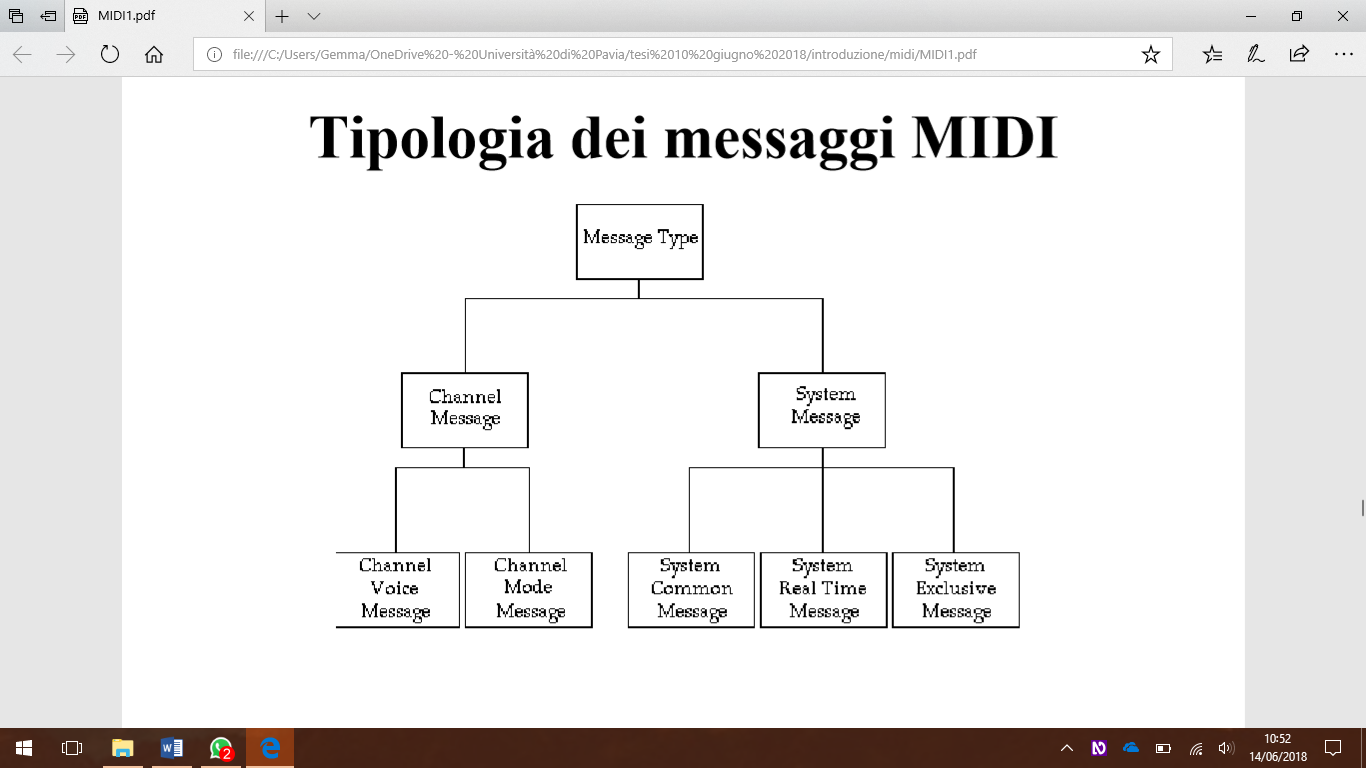 MIDI1.pdf
file:///C:/Users/Gemma/OneDrive%20-%20Università%20di%20Pavia/tesi%2010%20giugno%202018/introduzione/midi/MIDI1.pdf
Tipologia dei messaggi MIDI
Message Type
Channel
Message
System
Message
Channel
Voice
Message
Channel
Mode
Message
System
Common
Message
System
Real Time
Message
System
Exclusive
Message
2
10:52
14/06/2018